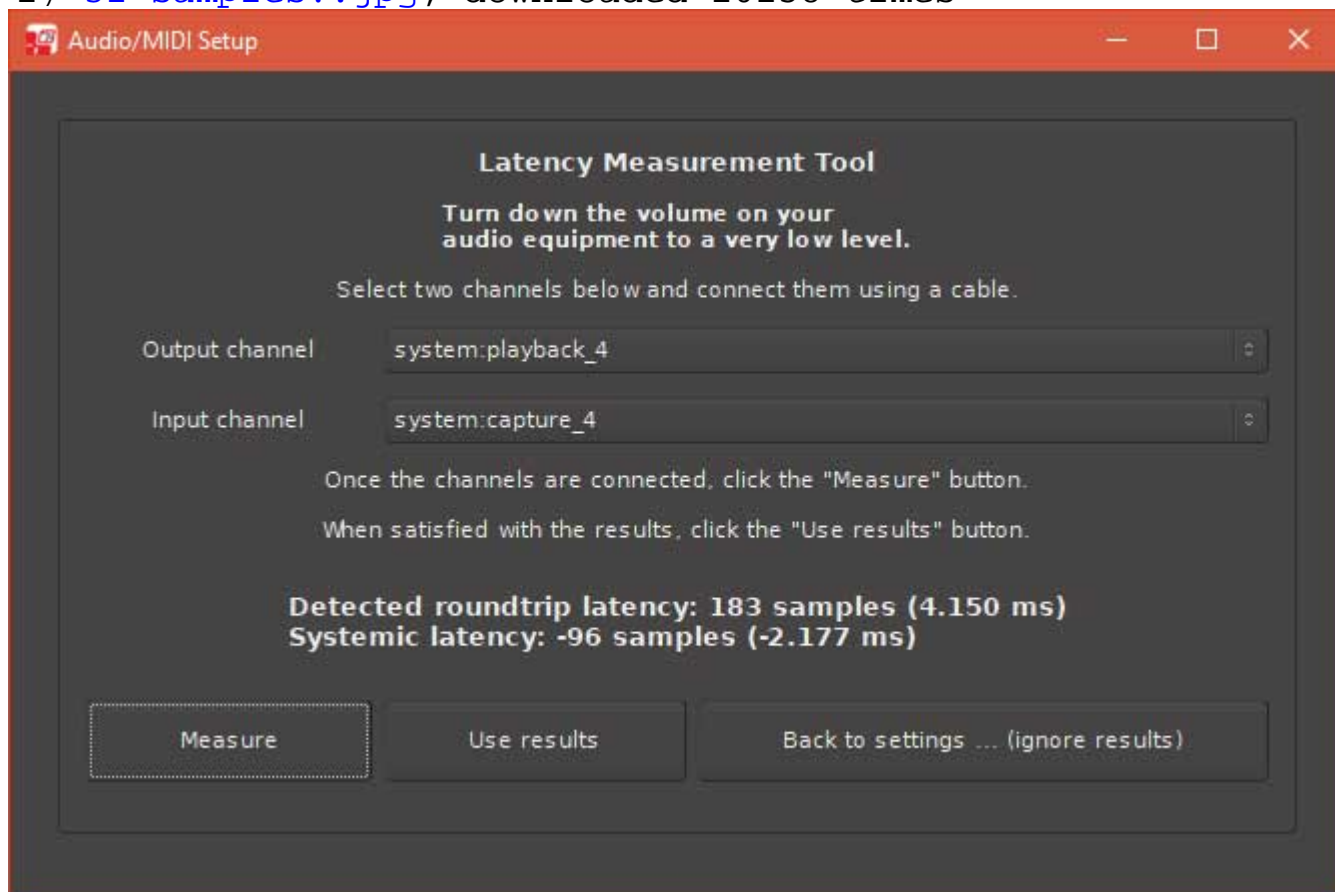 Audio/MIDI Setup
Latency Measurement Tool
Turn down the volume on your
audio equipment to a very low level.
Select two channels below and connect them using a cable.
Output channel system:playback_4
Input channel system:capture_4
Once the channels are connected, click the "Measure" button.
When satisfied with the results, click the "Use results" button.
Detected roundtrip latency: 183 samples (4.150 ms)
Systemic latency: -96 samples (-2.177 ms)
Measure Use results Back to settings ... (ignore results)